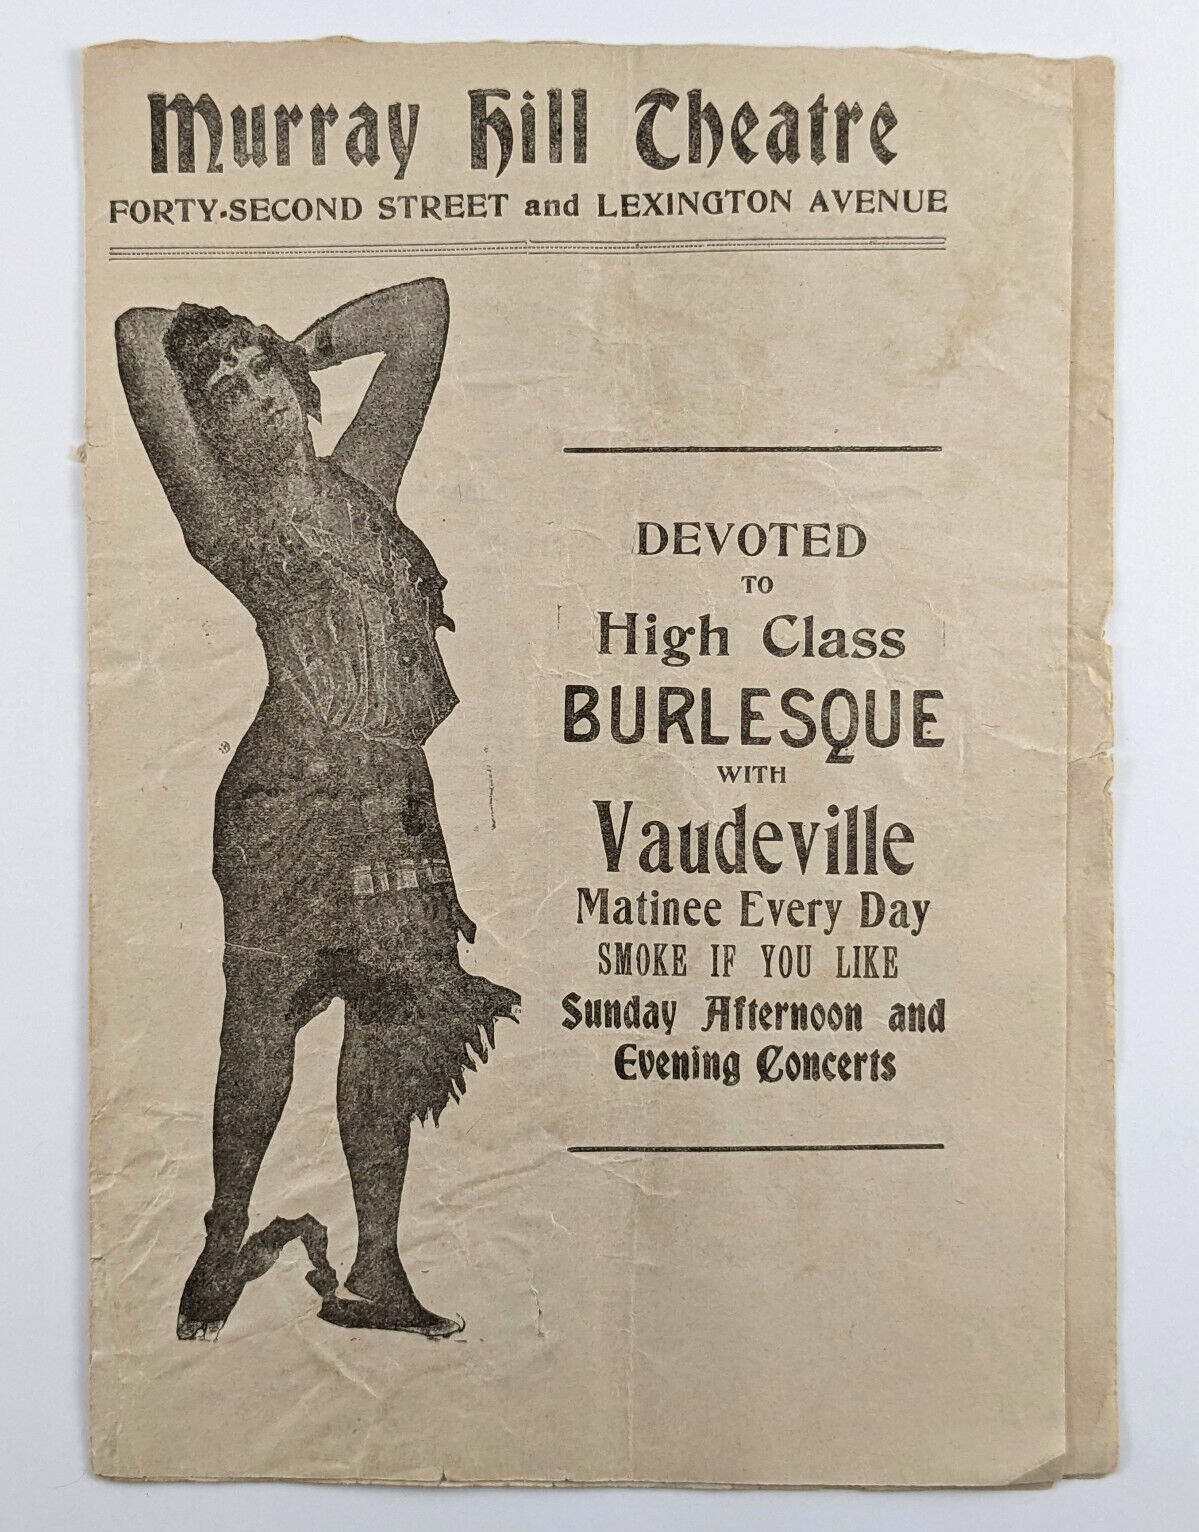 Murray Hill Theatre
FORTY-SECOND STREET and LEXINGTON AVENUE
DEVOTED
TO
High Class
BURLESQUE
WITH
Vaudeville
Matinee Every Day
SMOKE IF YOU LIKE
Sunday Afternoon and
Evening Concerts